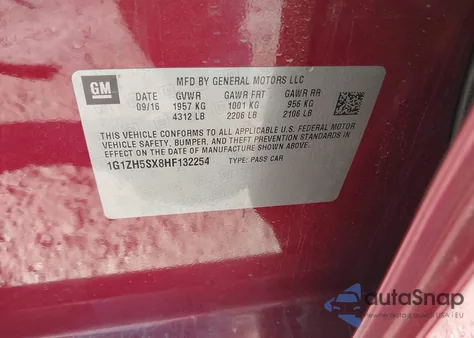 GM
MFD BY GENERAL MOTORS LLC
DATE GVWR GAWR FRT GAWR RR
09/16 1957 KG 1001 KG 956 KG
4312 LB 2206 LB 2106 LB
THIS VEHICLE CONFORMS TO ALL APPLICABLE U.S. FEDERAL MOTOR
VEHICLE SAFETY, BUMPER, AND THEFT PREVENTION STANDARDS IN
EFFECT ON THE DATE OF MANUFACTURE SHOWN ABOVE.
1G1ZH5SX8HF132254 TYPE: PASS CAR
autaSnap